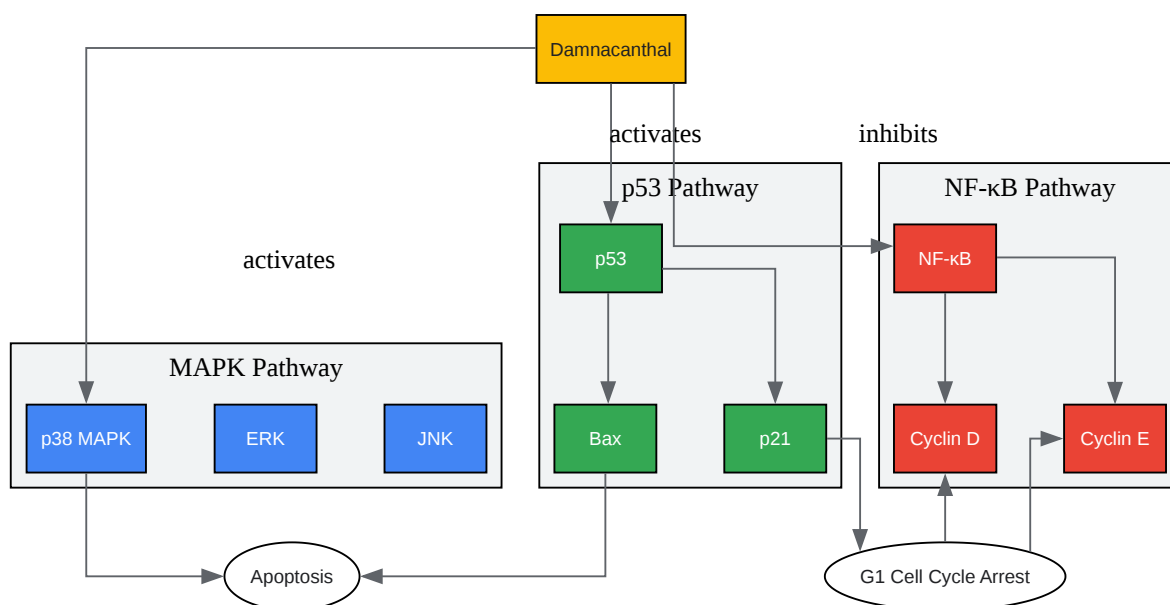 Damnacanthal
activates
inhibits
p53 Pathway
NF-κB Pathway
p53
NF-κB
activates
MAPK Pathway
p38 MAPK
ERK
JNK
Bax
p21
Cyclin D
Cyclin E
Apoptosis
G1 Cell Cycle Arrest